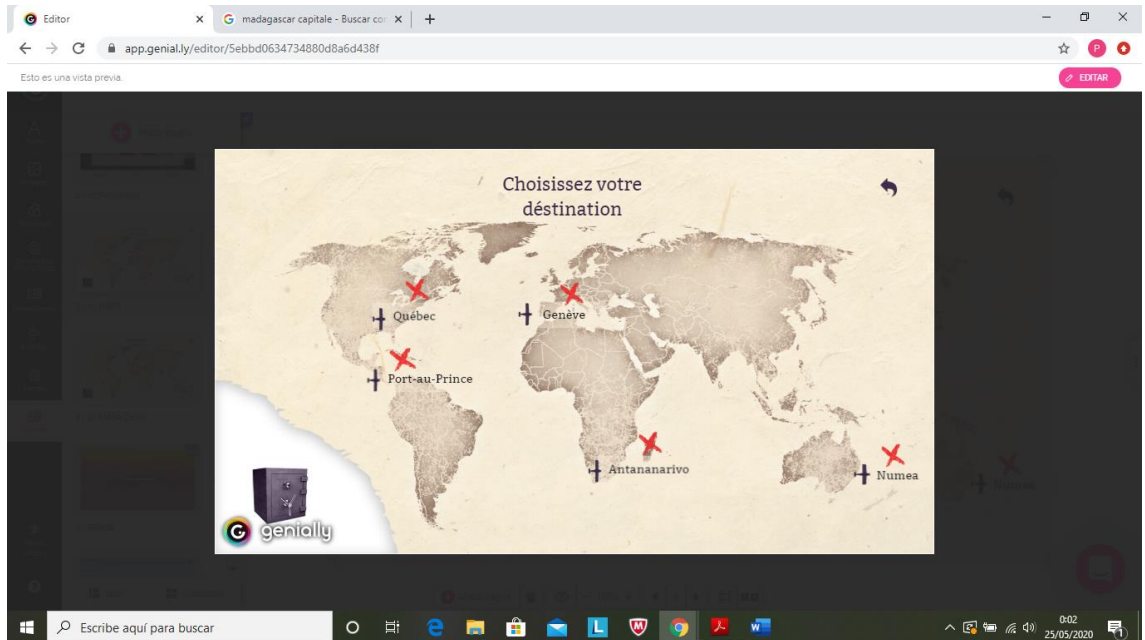 Editor
madagascar capitale - Buscar con
app.genial.ly/editor/5ebbd0634734880d8a6d438f
P
Esto es una vista previa.
EDITAR
Choisissez votre
déstination
Québec
Genève
Port-au-Prince
Antananarivo
Numea
G genially
Escribe aquí para buscar
0:02
25/05/2020